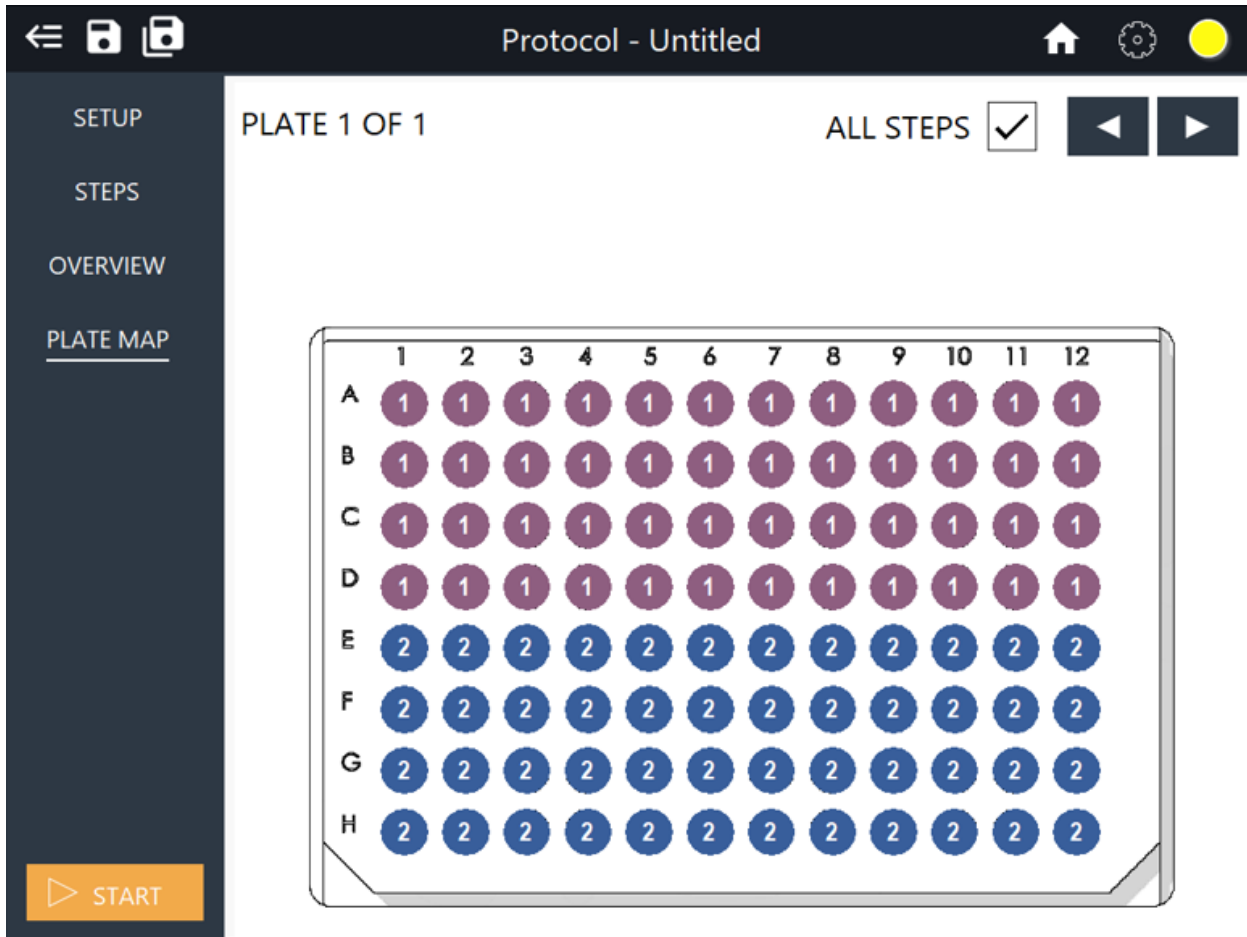 Protocol - Untitled
SETUP
STEPS
OVERVIEW
PLATE MAP
START
PLATE 1 OF 1
ALL STEPS
1 2 3 4 5 6 7 8 9 10 11 12
A 1 1 1 1 1 1 1 1 1 1 1 1
B 1 1 1 1 1 1 1 1 1 1 1 1
C 1 1 1 1 1 1 1 1 1 1 1 1
D 1 1 1 1 1 1 1 1 1 1 1 1
E 2 2 2 2 2 2 2 2 2 2 2 2
F 2 2 2 2 2 2 2 2 2 2 2 2
G 2 2 2 2 2 2 2 2 2 2 2 2
H 2 2 2 2 2 2 2 2 2 2 2 2